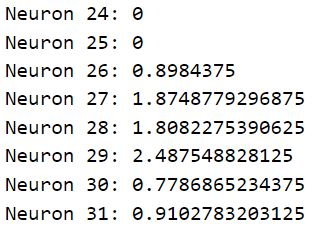 Neuron 24: 0
Neuron 25: 0
Neuron 26: 0.8984375
Neuron 27: 1.8748779296875
Neuron 28: 1.8082275390625
Neuron 29: 2.487548828125
Neuron 30: 0.7786865234375
Neuron 31: 0.9102783203125